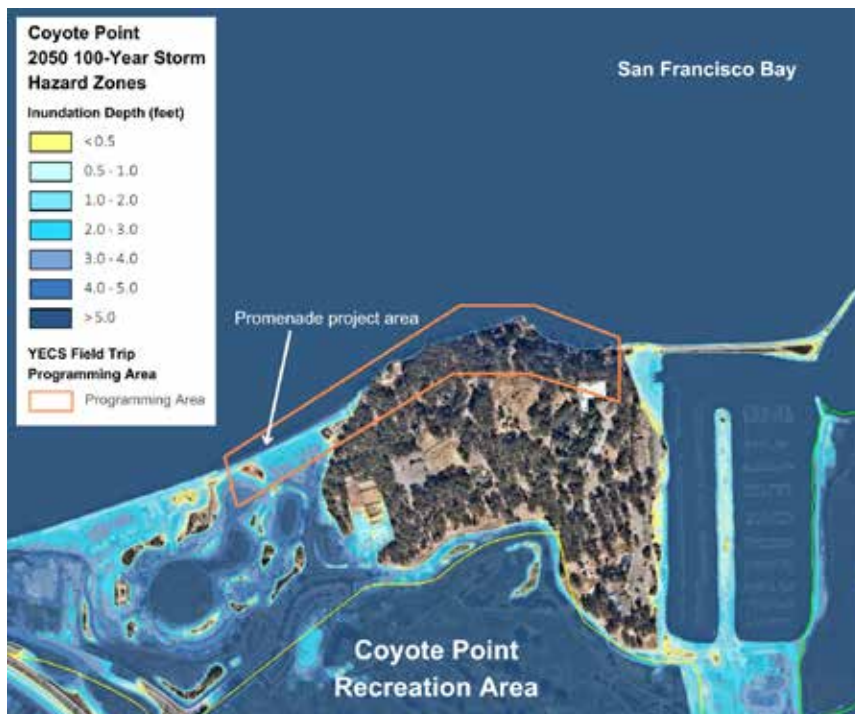 Coyote Point
2050 100-Year Storm
Hazard Zones
Inundation Depth (feet)
<0.5
0.5 - 1.0
1.0 - 2.0
2.0 - 3.0
3.0 - 4.0
4.0 - 5.0
>5.0
YECS Field Trip
Programming Area
Programming Area
San Francisco Bay
Promenade project area
Coyote Point
Recreation Area